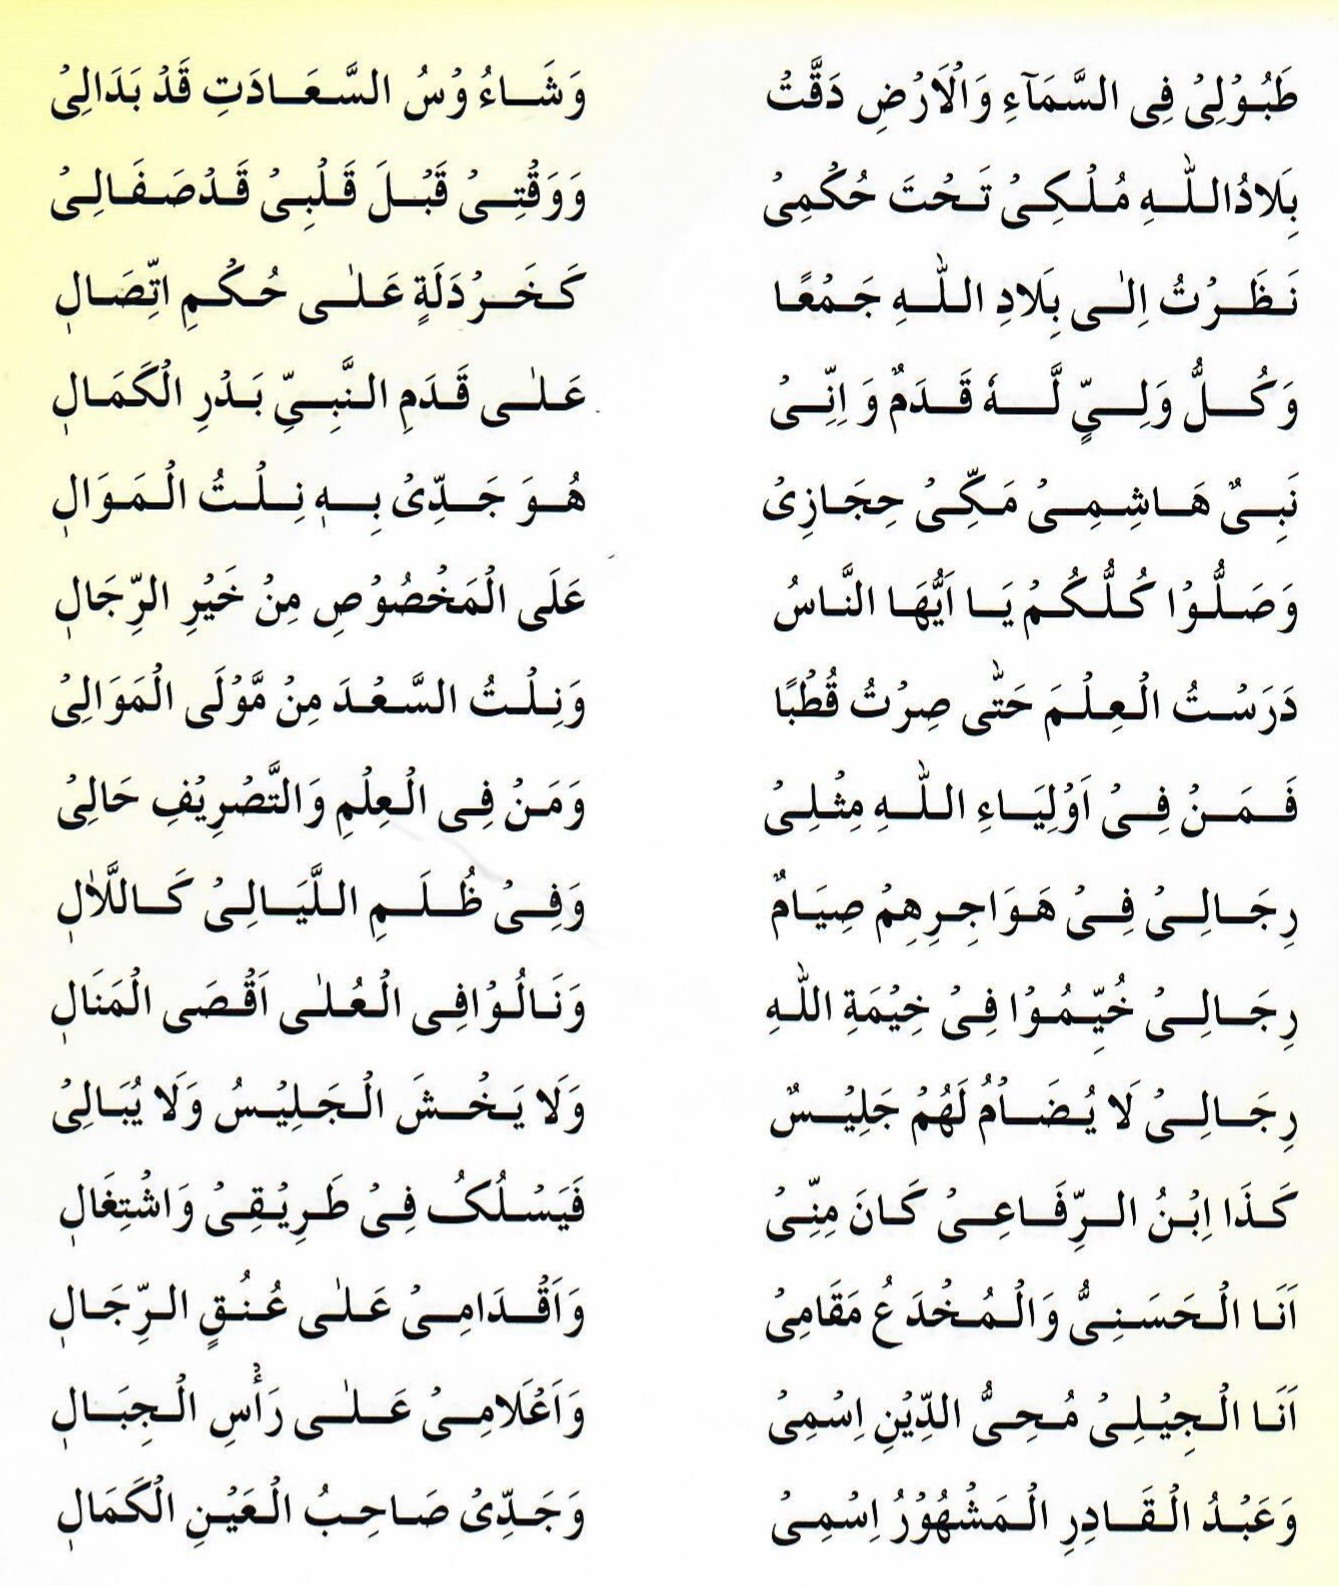 طَبُوْلِیْ فِی السَّمَآءِ وَالْاَرْضِ دَقَّتْ وَشَاءُ وْسُ السَّعَادَتِ قَدْ بَدَالِیْ
بِلَادُاللّٰهِ مُلْکِیْ تَحْتَ حُکْمِیْ وَوَقْتِیْ قَبْلَ قَلْبِیْ قَدْصَفَالِیْ
نَظَرْتُ اِلٰی بِلَادِ اللّٰهِ جَمْعًا کَخَرْدَلَةٍ عَلٰی حُکْمِ اتِّصَالٖ
وَکُلُّ وَلِیٍّ لَّهٗ قَدَمٌ وَ اِنِّیْ عَلٰی قَدَمِ النَّبِیِّ بَدْرِ الْکَمَالٖ
نَبِیٌ هَاشِمِیْ مَکِّیْ حِجَازِیْ هُوَ جَدِّیْ بِهٖ نِلْتُ الْمَوَالٖ
وَصَلُّوْا کُلُّکُمْ یَا اَیُّهَا النَّاسُ عَلَی الْمَخْصُوْصِ مِنْ خَیْرِ الرِّجَالٖ
دَرَسْتُ الْعِلْمَ حَتّٰی صِرْتُ قُطْبًا وَنِلْتُ السَّعْدَ مِنْ مَّوْلَی الْمَوَالِیْ
فَمَنْ فِیْ اَوْلِیَاءِ اللّٰهِ مِثْلِیْ وَمَنْ فِی الْعِلْمِ وَالتَّصْرِیْفِ حَالِیْ
رِجَالِیْ فِیْ هَوَاجِرِهِمْ صِیَامٌ وَفِیْ ظُلَمِ اللَّیَالِیْ کَاللَّاٰلٖ
رِجَالِیْ خُیِّمُوْا فِیْ خِیْمَةِ اللّٰهِ وَنَالُوْافِی الْعُلٰی اَقْصَی الْمَنَالٖ
رِجَالِیْ لَا یُضَاْمُ لَهُمْ جَلِیْسٌ وَلَا یَخْشَ الْجَلِیْسُ وَلَا یُبَالِیْ
کَذَا اِبْنُ الرِّفَاعِیْ کَانَ مِنِّیْ فَیَسْلُکُ فِیْ طَرِیْقِیْ وَاشْتِغَالٖ
اَنَا الْحَسَنِیُّ وَالْمُخْدَعُ مَقَامِیْ وَاَقْدَامِیْ عَلٰی عُنُقٍ الرِّجَالٖ
اَنَا الْجِیْلِیْ مُحِیُّ الدِّیْنِ اِسْمِیْ وَاَعْلَامِیْ عَلٰی رَأْسِ الْجِبَالٖ
وَعَبْدُ الْقَادِرِ الْمَشْهُوْرُ اِسْمِیْ وَجَدِّیْ صَاحِبُ الْعَیْنِ الْکَمَالٖ